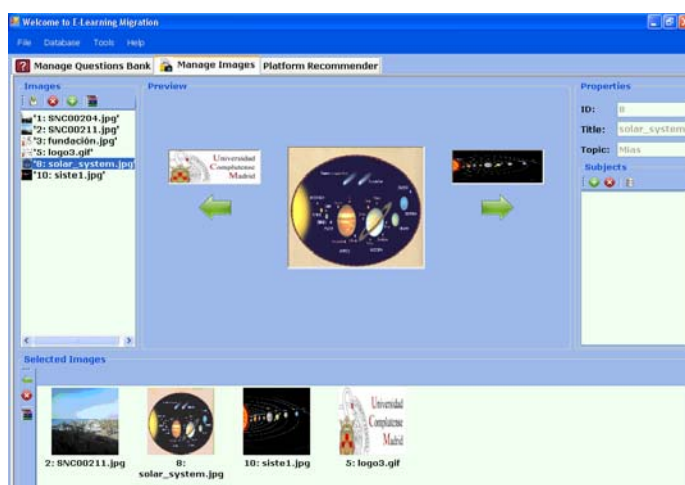 Welcome to E-Learning Migration
File Database Tools Help
Manage Questions Bank Manage Images Platform Recommender
Images
"1: SNC00204.jpg"
"2: SNC00211.jpg"
"3: fundación.jpg"
"5: logo3.gif"
"8: solar_system.jpg"
"10: siste1.jpg"
Preview
Universidad
Complutense
Madrid
Properties
ID: 8
Title: solar_system
Topic: Mias
Subjects
Selected Images
Universidad
Complutense
Madrid
2: SNC00211.jpg
8:
solar_system.jpg
10: siste1.jpg
5: logo3.gif